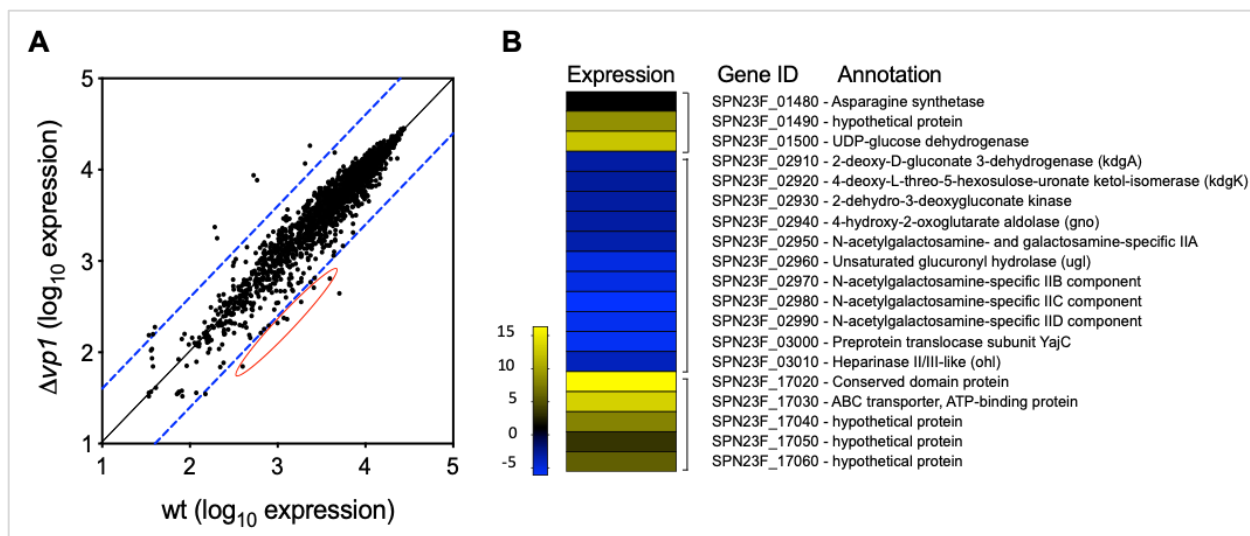 A
B
Expression Gene ID Annotation
5
4
3
2
1
1 2 3 4 5
Δvp1 (log10 expression)
wt (log10 expression)
15
10
5
0
-5
SPN23F_01480 - Asparagine synthetase
SPN23F_01490 - hypothetical protein
SPN23F_01500 - UDP-glucose dehydrogenase
SPN23F_02910 - 2-deoxy-D-gluconate 3-dehydrogenase (kdgA)
SPN23F_02920 - 4-deoxy-L-threo-5-hexosulose-uronate ketol-isomerase (kdgK)
SPN23F_02930 - 2-dehydro-3-deoxygluconate kinase
SPN23F_02940 - 4-hydroxy-2-oxoglutarate aldolase (gno)
SPN23F_02950 - N-acetylgalactosamine- and galactosamine-specific IIA
SPN23F_02960 - Unsaturated glucuronyl hydrolase (ugl)
SPN23F_02970 - N-acetylgalactosamine-specific IIB component
SPN23F_02980 - N-acetylgalactosamine-specific IIC component
SPN23F_02990 - N-acetylgalactosamine-specific IID component
SPN23F_03000 - Preprotein translocase subunit YajC
SPN23F_03010 - Heparinase II/III-like (ohl)
SPN23F_17020 - Conserved domain protein
SPN23F_17030 - ABC transporter, ATP-binding protein
SPN23F_17040 - hypothetical protein
SPN23F_17050 - hypothetical protein
SPN23F_17060 - hypothetical protein